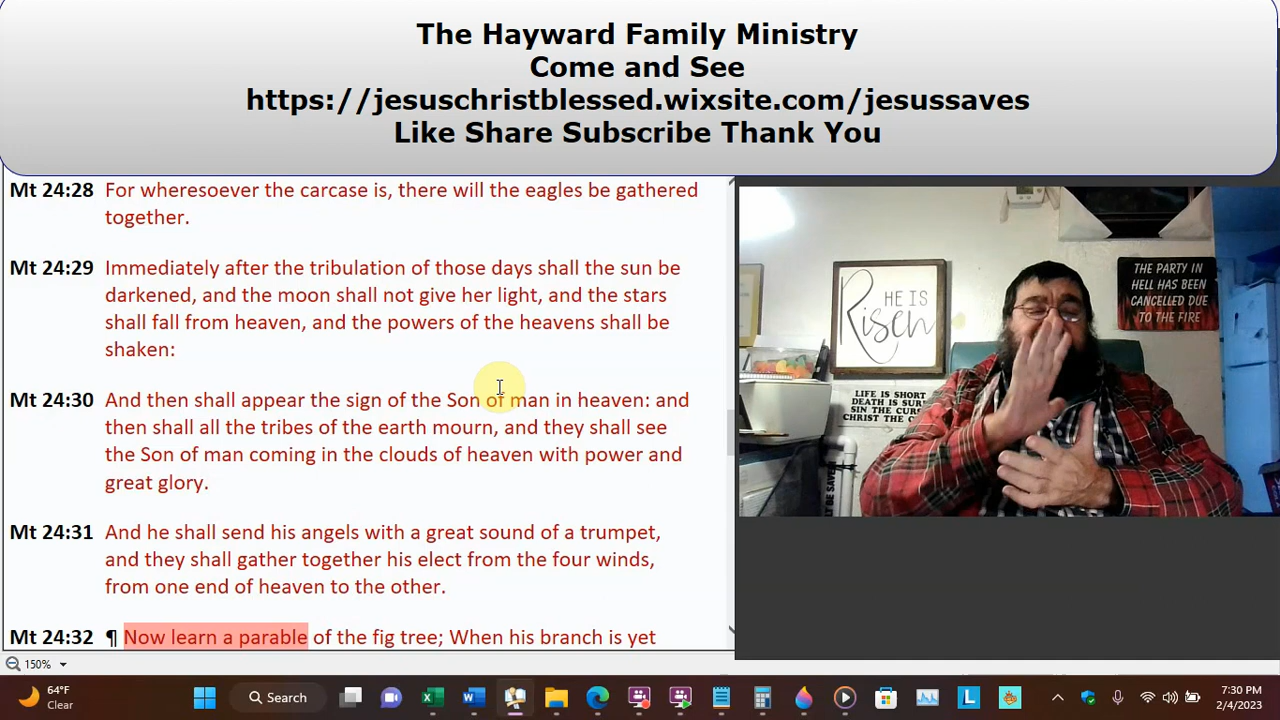 The Hayward Family Ministry
Come and See
https://jesuschristblessed.wixsite.com/jesussaves
Like Share Subscribe Thank You
Mt 24:28 For wheresoever the carcase is, there will the eagles be gathered
together.
Mt 24:29 Immediately after the tribulation of those days shall the sun be
darkened, and the moon shall not give her light, and the stars
shall fall from heaven, and the powers of the heavens shall be
shaken:
Mt 24:30 And then shall appear the sign of the Son of man in heaven: and
then shall all the tribes of the earth mourn, and they shall see
the Son of man coming in the clouds of heaven with power and
great glory.
Mt 24:31 And he shall send his angels with a great sound of a trumpet,
and they shall gather together his elect from the four winds,
from one end of heaven to the other.
Mt 24:32 ¶ Now learn a parable of the fig tree; When his branch is yet
150%
HE IS
Risen
THE PARTY IN
HELL HAS BEEN
CANCELLED DUE
TO THE FIRE
LIFE IS SHORT
DEATH IS
SIN THE
CHRIST THE
64°F
Clear
Search
L
7:30 PM
2/4/2023